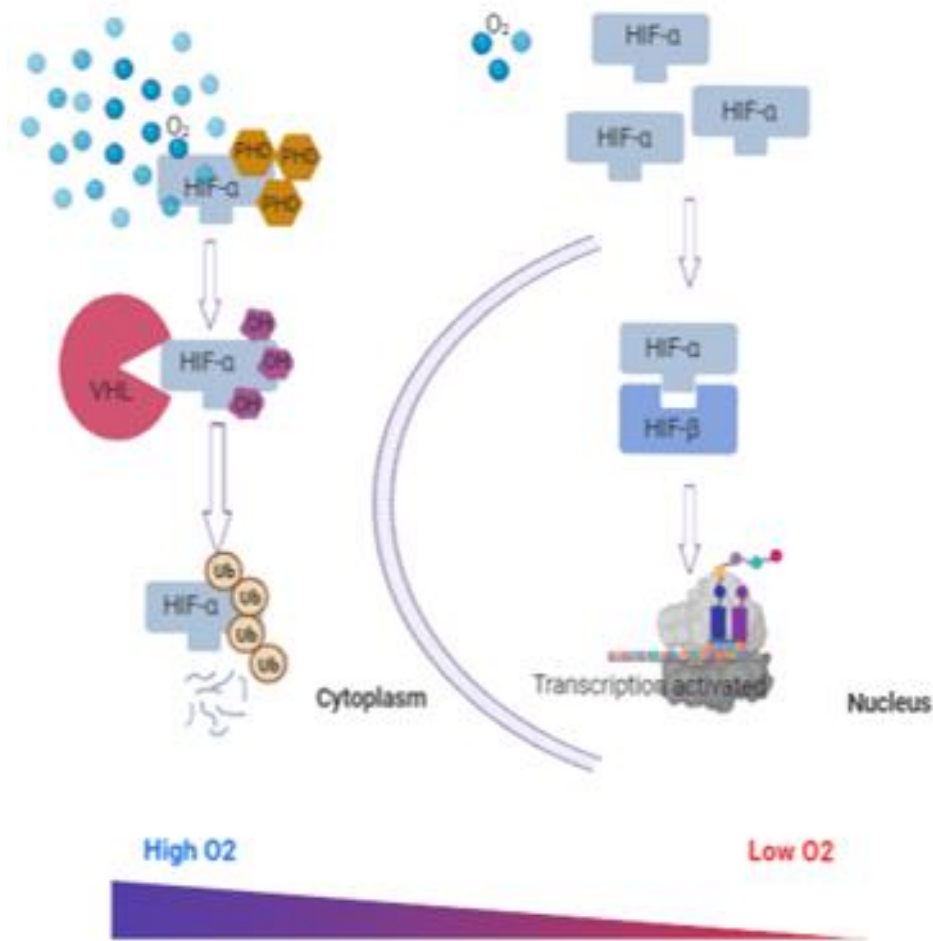 O₂
HIF-α
PHD
PHD
PHD
VHL
HIF-α
OH
OH
OH
HIF-α
Ub
Ub
Ub
Ub
Cytoplasm
O₂
HIF-α
HIF-α
HIF-α
HIF-α
HIF-β
Transcription activated
Nucleus
High O2
Low O2